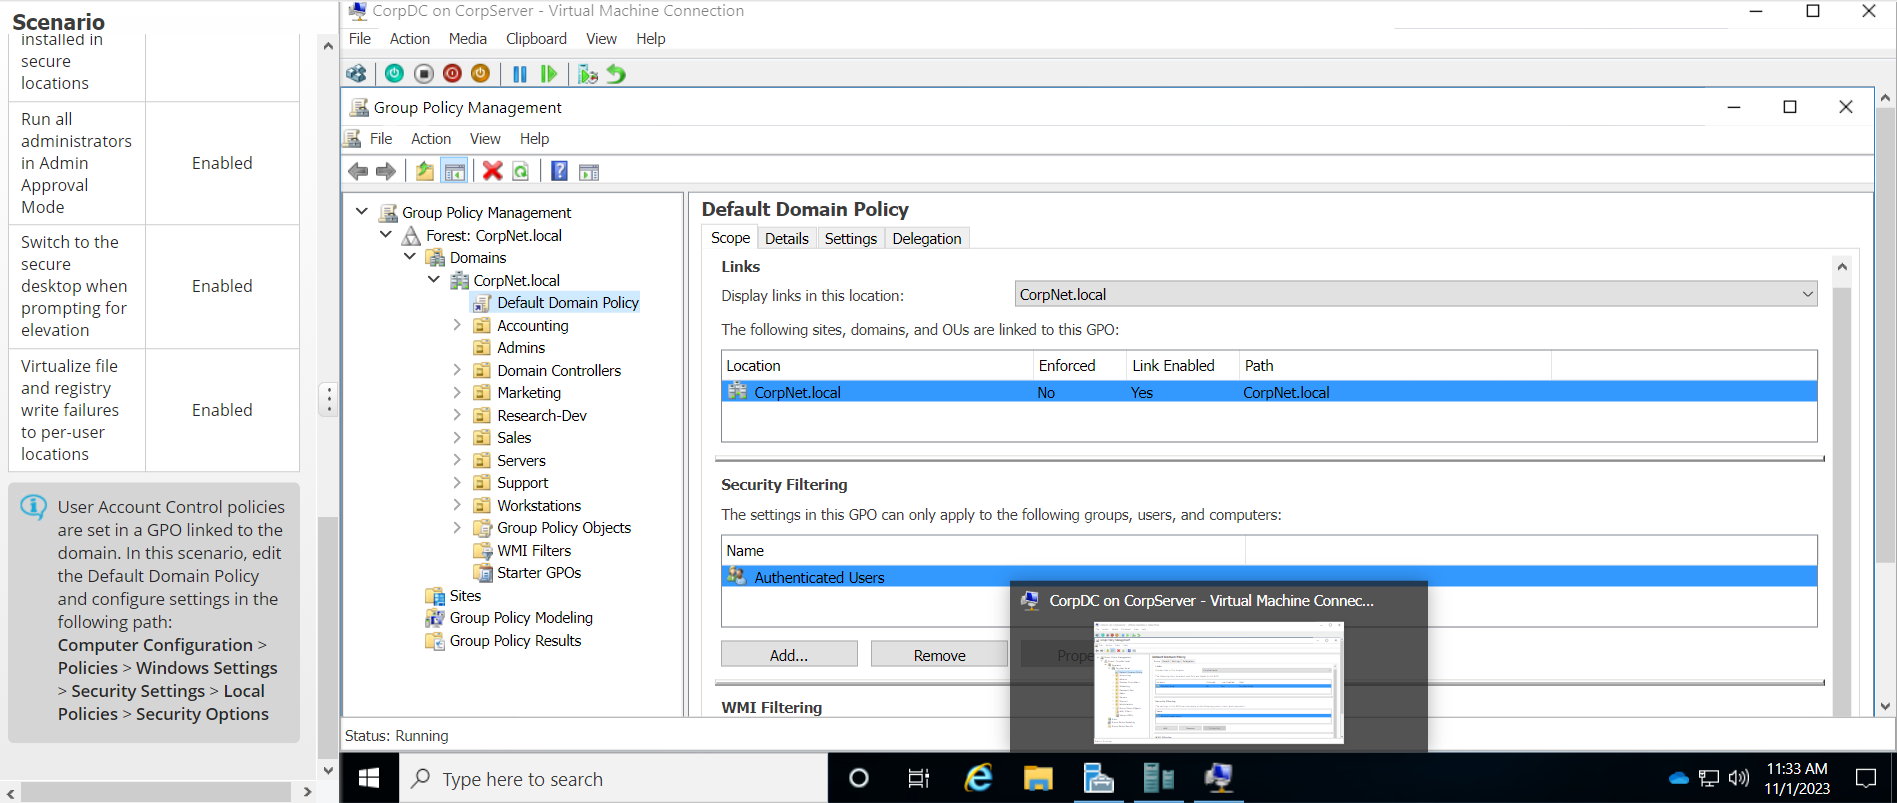 Scenario
installed in
secure
locations
Run all
administrators
in Admin
Approval
Mode
Enabled
Switch to the
secure
desktop when
prompting for
elevation
Enabled
Virtualize file
and registry
write failures
to per-user
locations
Enabled
User Account Control policies
are set in a GPO linked to the
domain. In this scenario, edit
the Default Domain Policy
and configure settings in the
following path:
Computer Configuration >
Policies > Windows Settings
> Security Settings > Local
Policies > Security Options
CorpDC on CorpServer - Virtual Machine Connection
File Action Media Clipboard View Help
Group Policy Management
File Action View Help
Group Policy Management
Forest: CorpNet.local
Domains
CorpNet.local
Default Domain Policy
Accounting
Admins
Domain Controllers
Marketing
Research-Dev
Sales
Servers
Support
Workstations
Group Policy Objects
WMI Filters
Starter GPOs
Sites
Group Policy Modeling
Group Policy Results
Default Domain Policy
Scope Details Settings Delegation
Links
Display links in this location: CorpNet.local
The following sites, domains, and OUs are linked to this GPO:
Location Enforced Link Enabled Path
CorpNet.local No Yes CorpNet.local
Security Filtering
The settings in this GPO can only apply to the following groups, users, and computers:
Name
Authenticated Users
Add... Remove
WMI Filtering
CorpDC on CorpServer - Virtual Machine Connec...
Status: Running
Type here to search
11:33 AM
11/1/2023